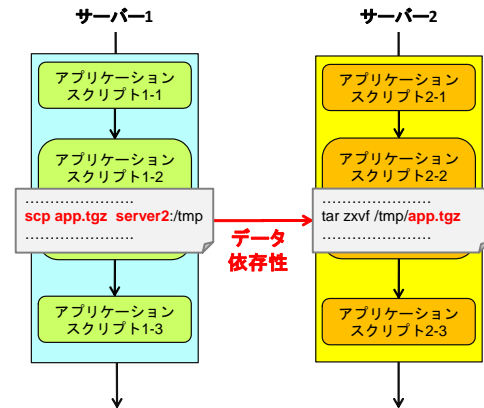 サーバー1
アプリケーション
スクリプト1-1
アプリケーション
スクリプト1-2
…………………
scp app.tgz server2:/tmp
…………………
アプリケーション
スクリプト1-3
データ
依存性
サーバー2
アプリケーション
スクリプト2-1
アプリケーション
スクリプト2-2
…………………
tar zxvf /tmp/app.tgz
…………………
アプリケーション
スクリプト2-3